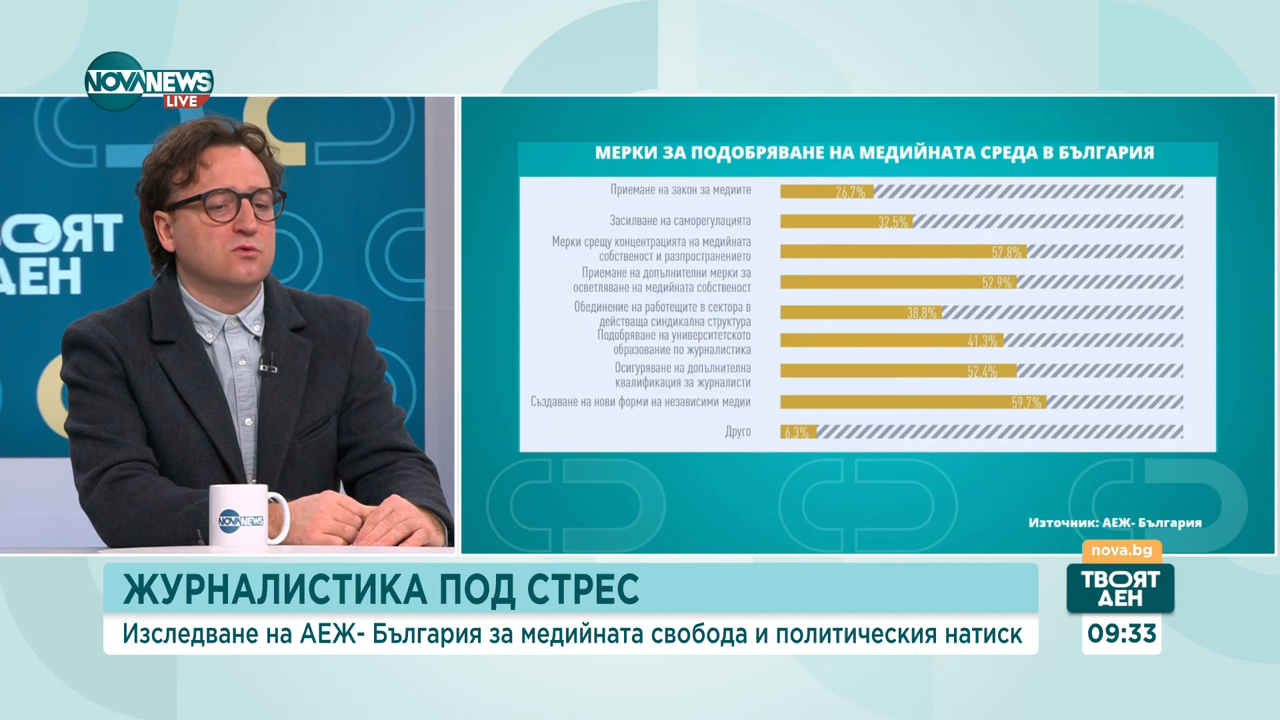 NOVA NEWS
LIVE
ТВОЯТ
ДЕН
NOVA NEWS
МЕРКИ ЗА ПОДОБРЯВАНЕ НА МЕДИЙНАТА СРЕДА В БЪЛГАРИЯ
Приемане на закон за медиите 26,7%
Засилване на саморегулацията 32,5%
Мерки срещу концентрацията на медийната
собственост и разпространението 57,8%
Приемане на допълнителни мерки за
осветляване на медийната собственост 52,9%
Обединение на работещите в сектора в
действаща синдикална структура 38,8%
Подобряване на университетското
образование по журналистика 41,3%
Осигуряване на допълнителна
квалификация за журналисти 52,4%
Създаване на нови форми на независими медии 59,7%
Друго 6,3%
Източник: АЕЖ- България
ЖУРНАЛИСТИКА ПОД СТРЕС
Изследване на АЕЖ- България за медийната свобода и политическия натиск
nova.bg
ТВОЯТ
ДЕН
09:33